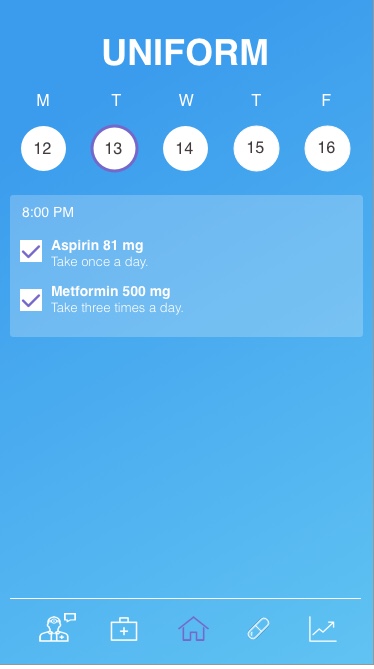 UNIFORM
M T W T F
12 13 14 15 16
8:00 PM
Aspirin 81 mg
Take once a day.
Metformin 500 mg
Take three times a day.